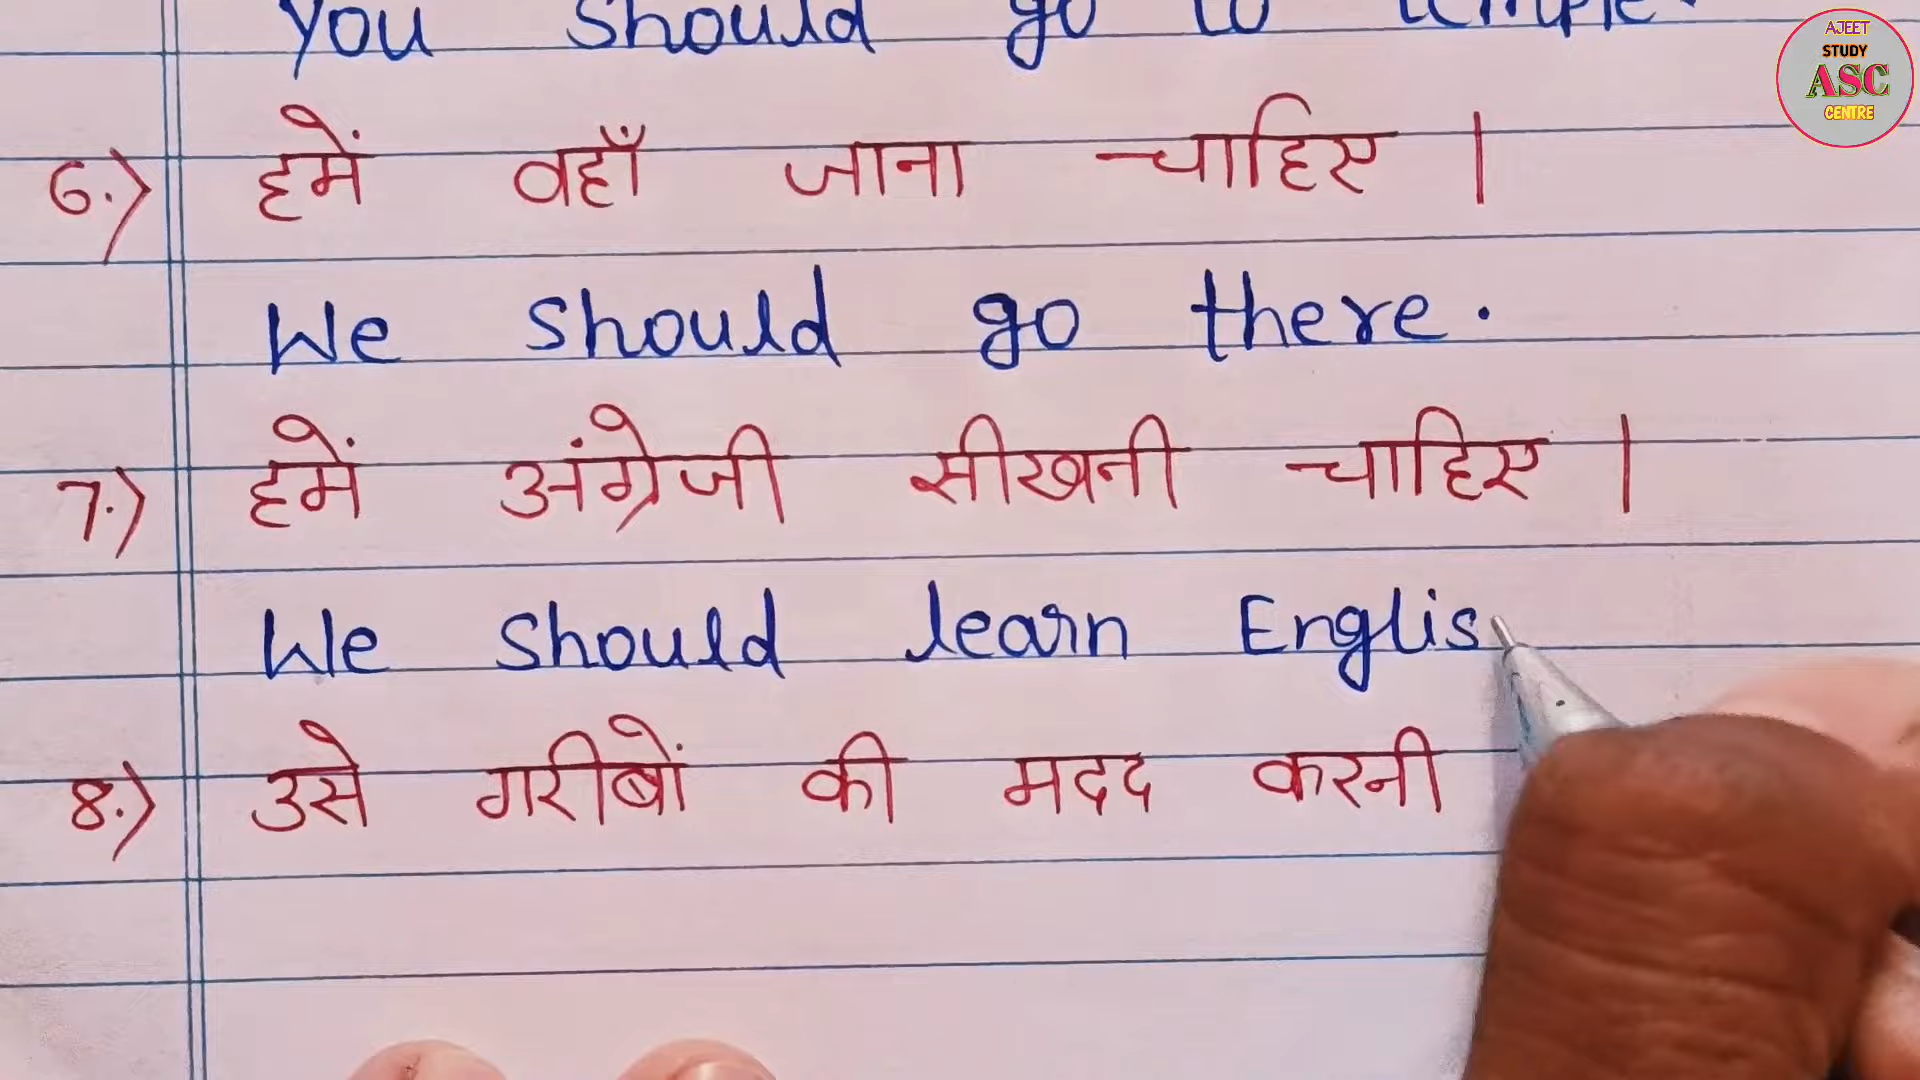 You should go to temple.
AJEET
STUDY
ASC
CENTRE
6.) हमें वहाँ जाना चाहिए |
We should go there.
7.) हमें अंग्रेजी सीखनी चाहिए |
We should learn Englis
8.) उसे गरीबों की मदद करनी